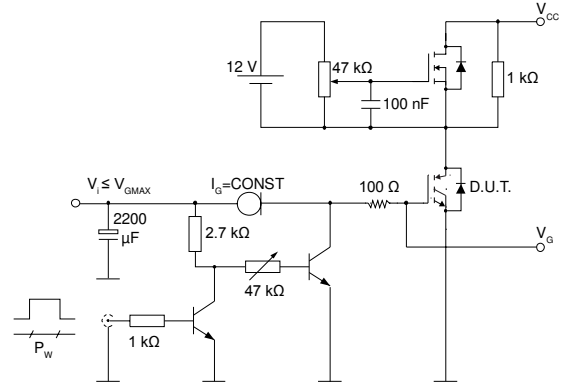 V_CC
12 V
47 kΩ
1 kΩ
100 nF
V_i ≤ V_GMAX
I_G=CONST
100 Ω
D.U.T.
2200
µF
2.7 kΩ
V_G
47 kΩ
1 kΩ
P_W